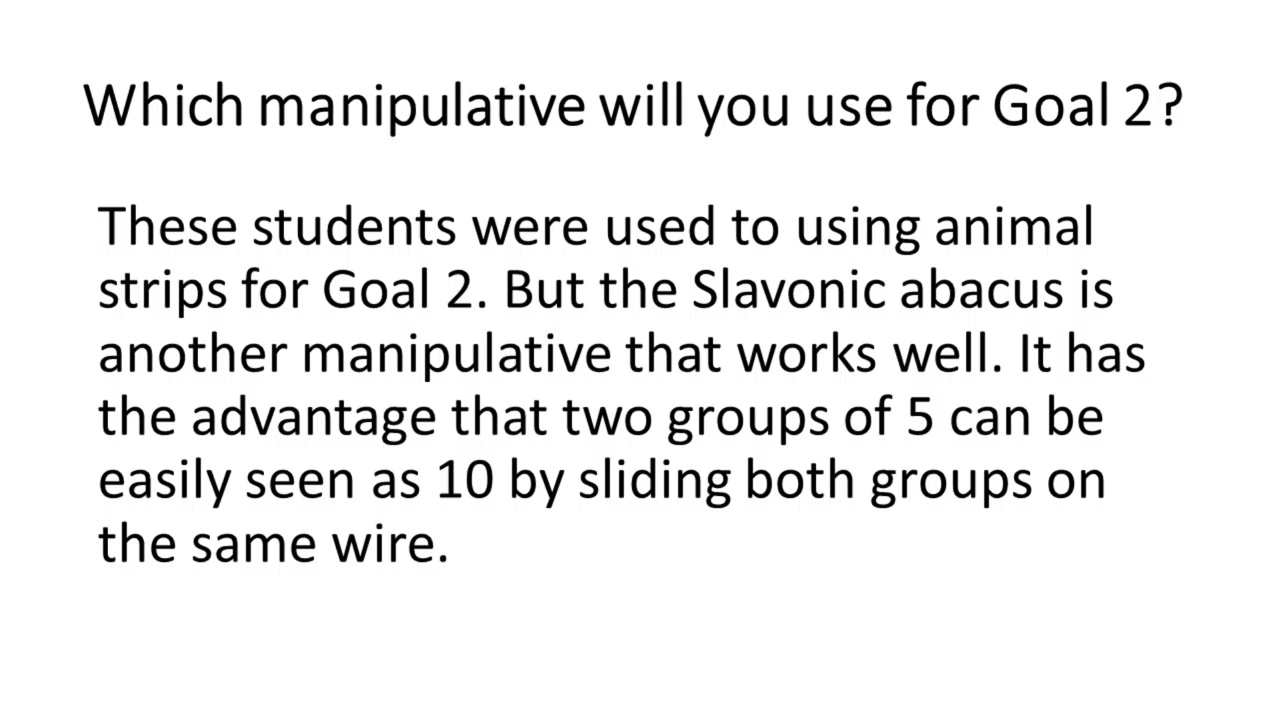 Which manipulative will you use for Goal 2?
These students were used to using animal
strips for Goal 2. But the Slavonic abacus is
another manipulative that works well. It has
the advantage that two groups of 5 can be
easily seen as 10 by sliding both groups on
the same wire.